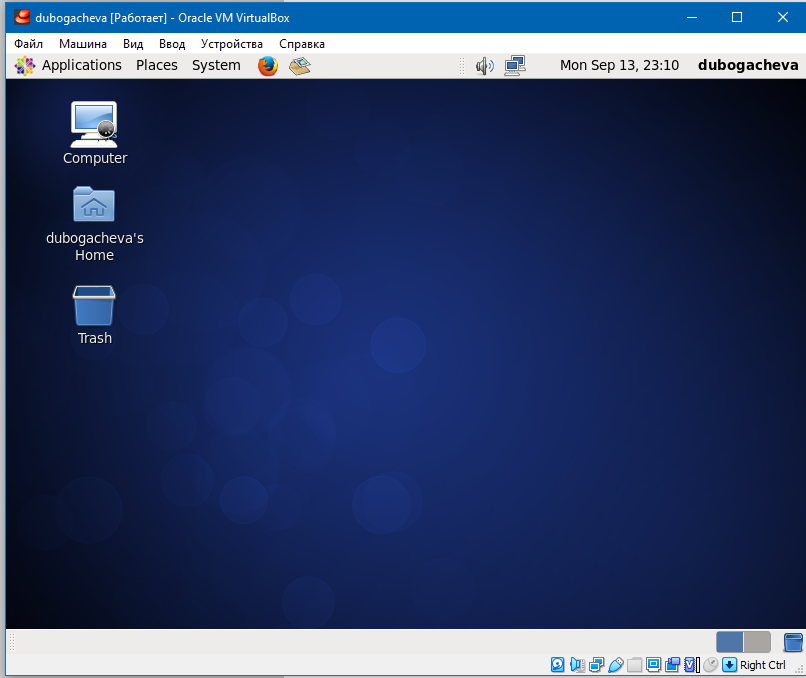 dubogacheva [Работает] - Oracle VM VirtualBox
Файл Машина Вид Ввод Устройства Справка
Applications Places System Mon Sep 13, 23:10 dubogacheva
Computer
dubogacheva's
Home
Trash
Right Ctrl